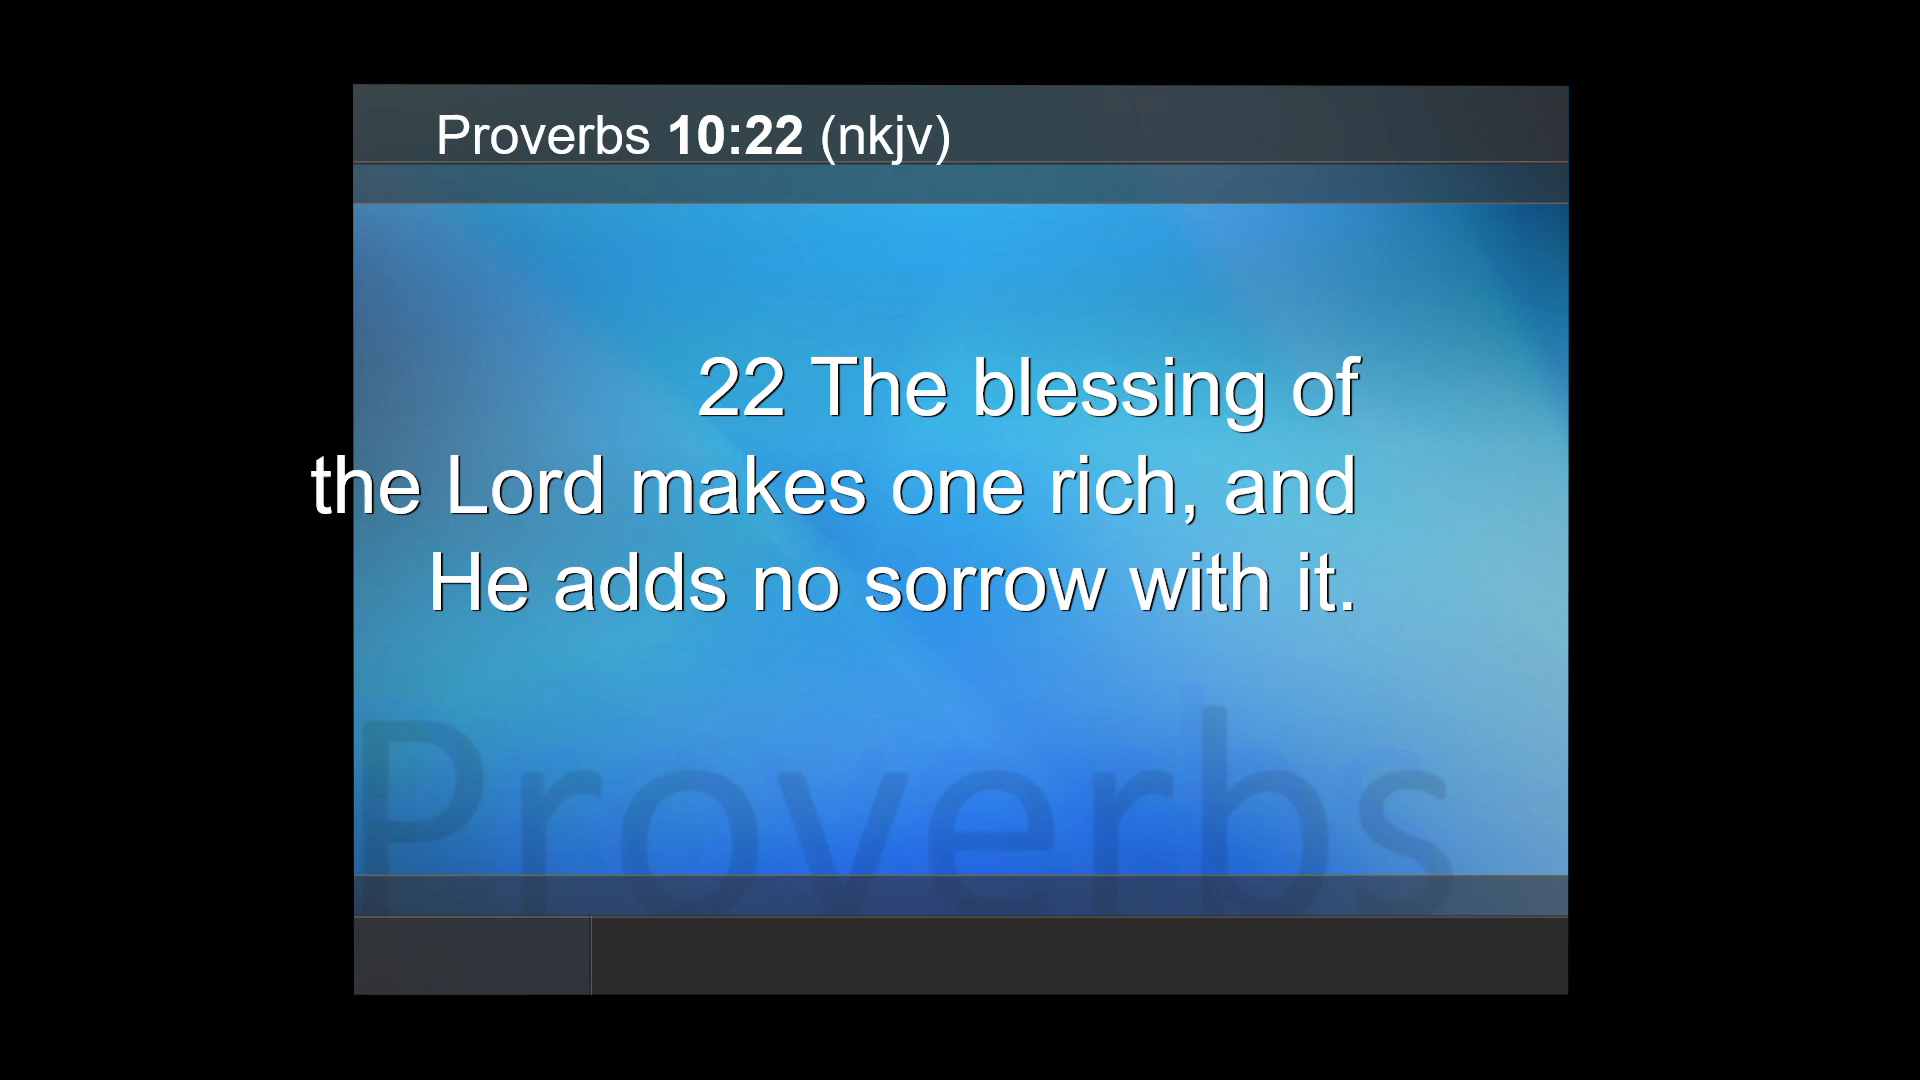 Proverbs 10:22 (nkjv)
22 The blessing of
the Lord makes one rich, and
He adds no sorrow with it.
Proverbs